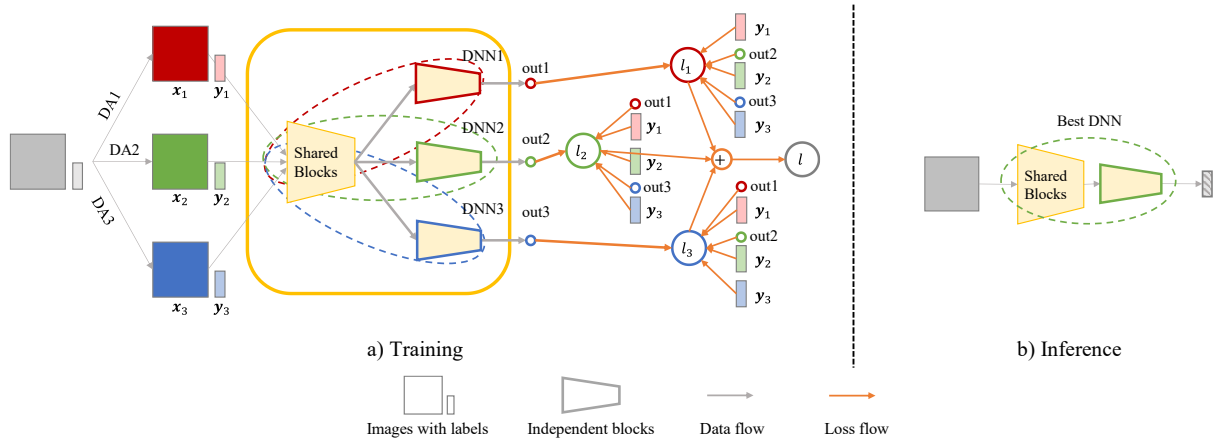 DA1
DA2
DA3
x1 y1
x2 y2
x3 y3
Shared
Blocks
DNN1
DNN2
DNN3
out1
out2
out3
l1
y1
out2
y2
out3
y3
l2
out1
y1
y2
out3
y3
l3
out1
y1
out2
y2
y3
+
l
a) Training
Best DNN
Shared
Blocks
b) Inference
Images with labels
Independent blocks
Data flow
Loss flow